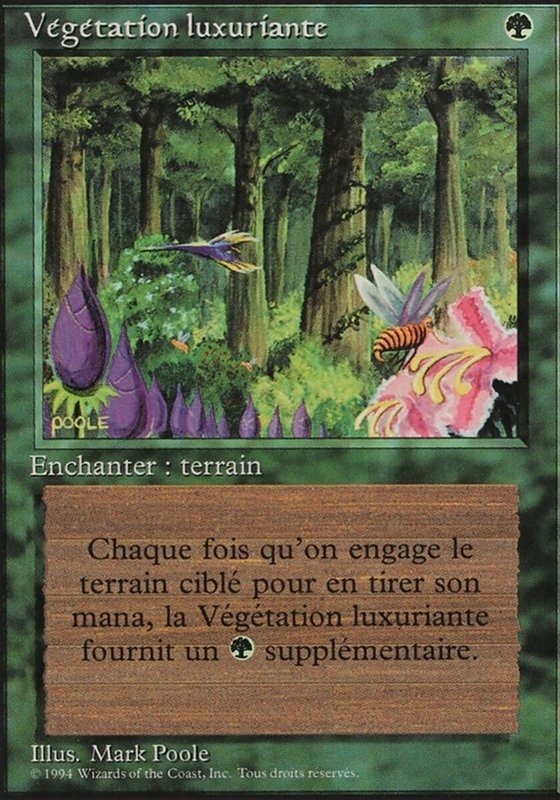 Végétation luxuriante
POOLE
Enchanter : terrain
Chaque fois qu'on engage le
terrain ciblé pour en tirer son
mana, la Végétation luxuriante
fournit un supplémentaire.
Illus. Mark Poole
© 1994 Wizards of the Coast, Inc. Tous droits réservés.